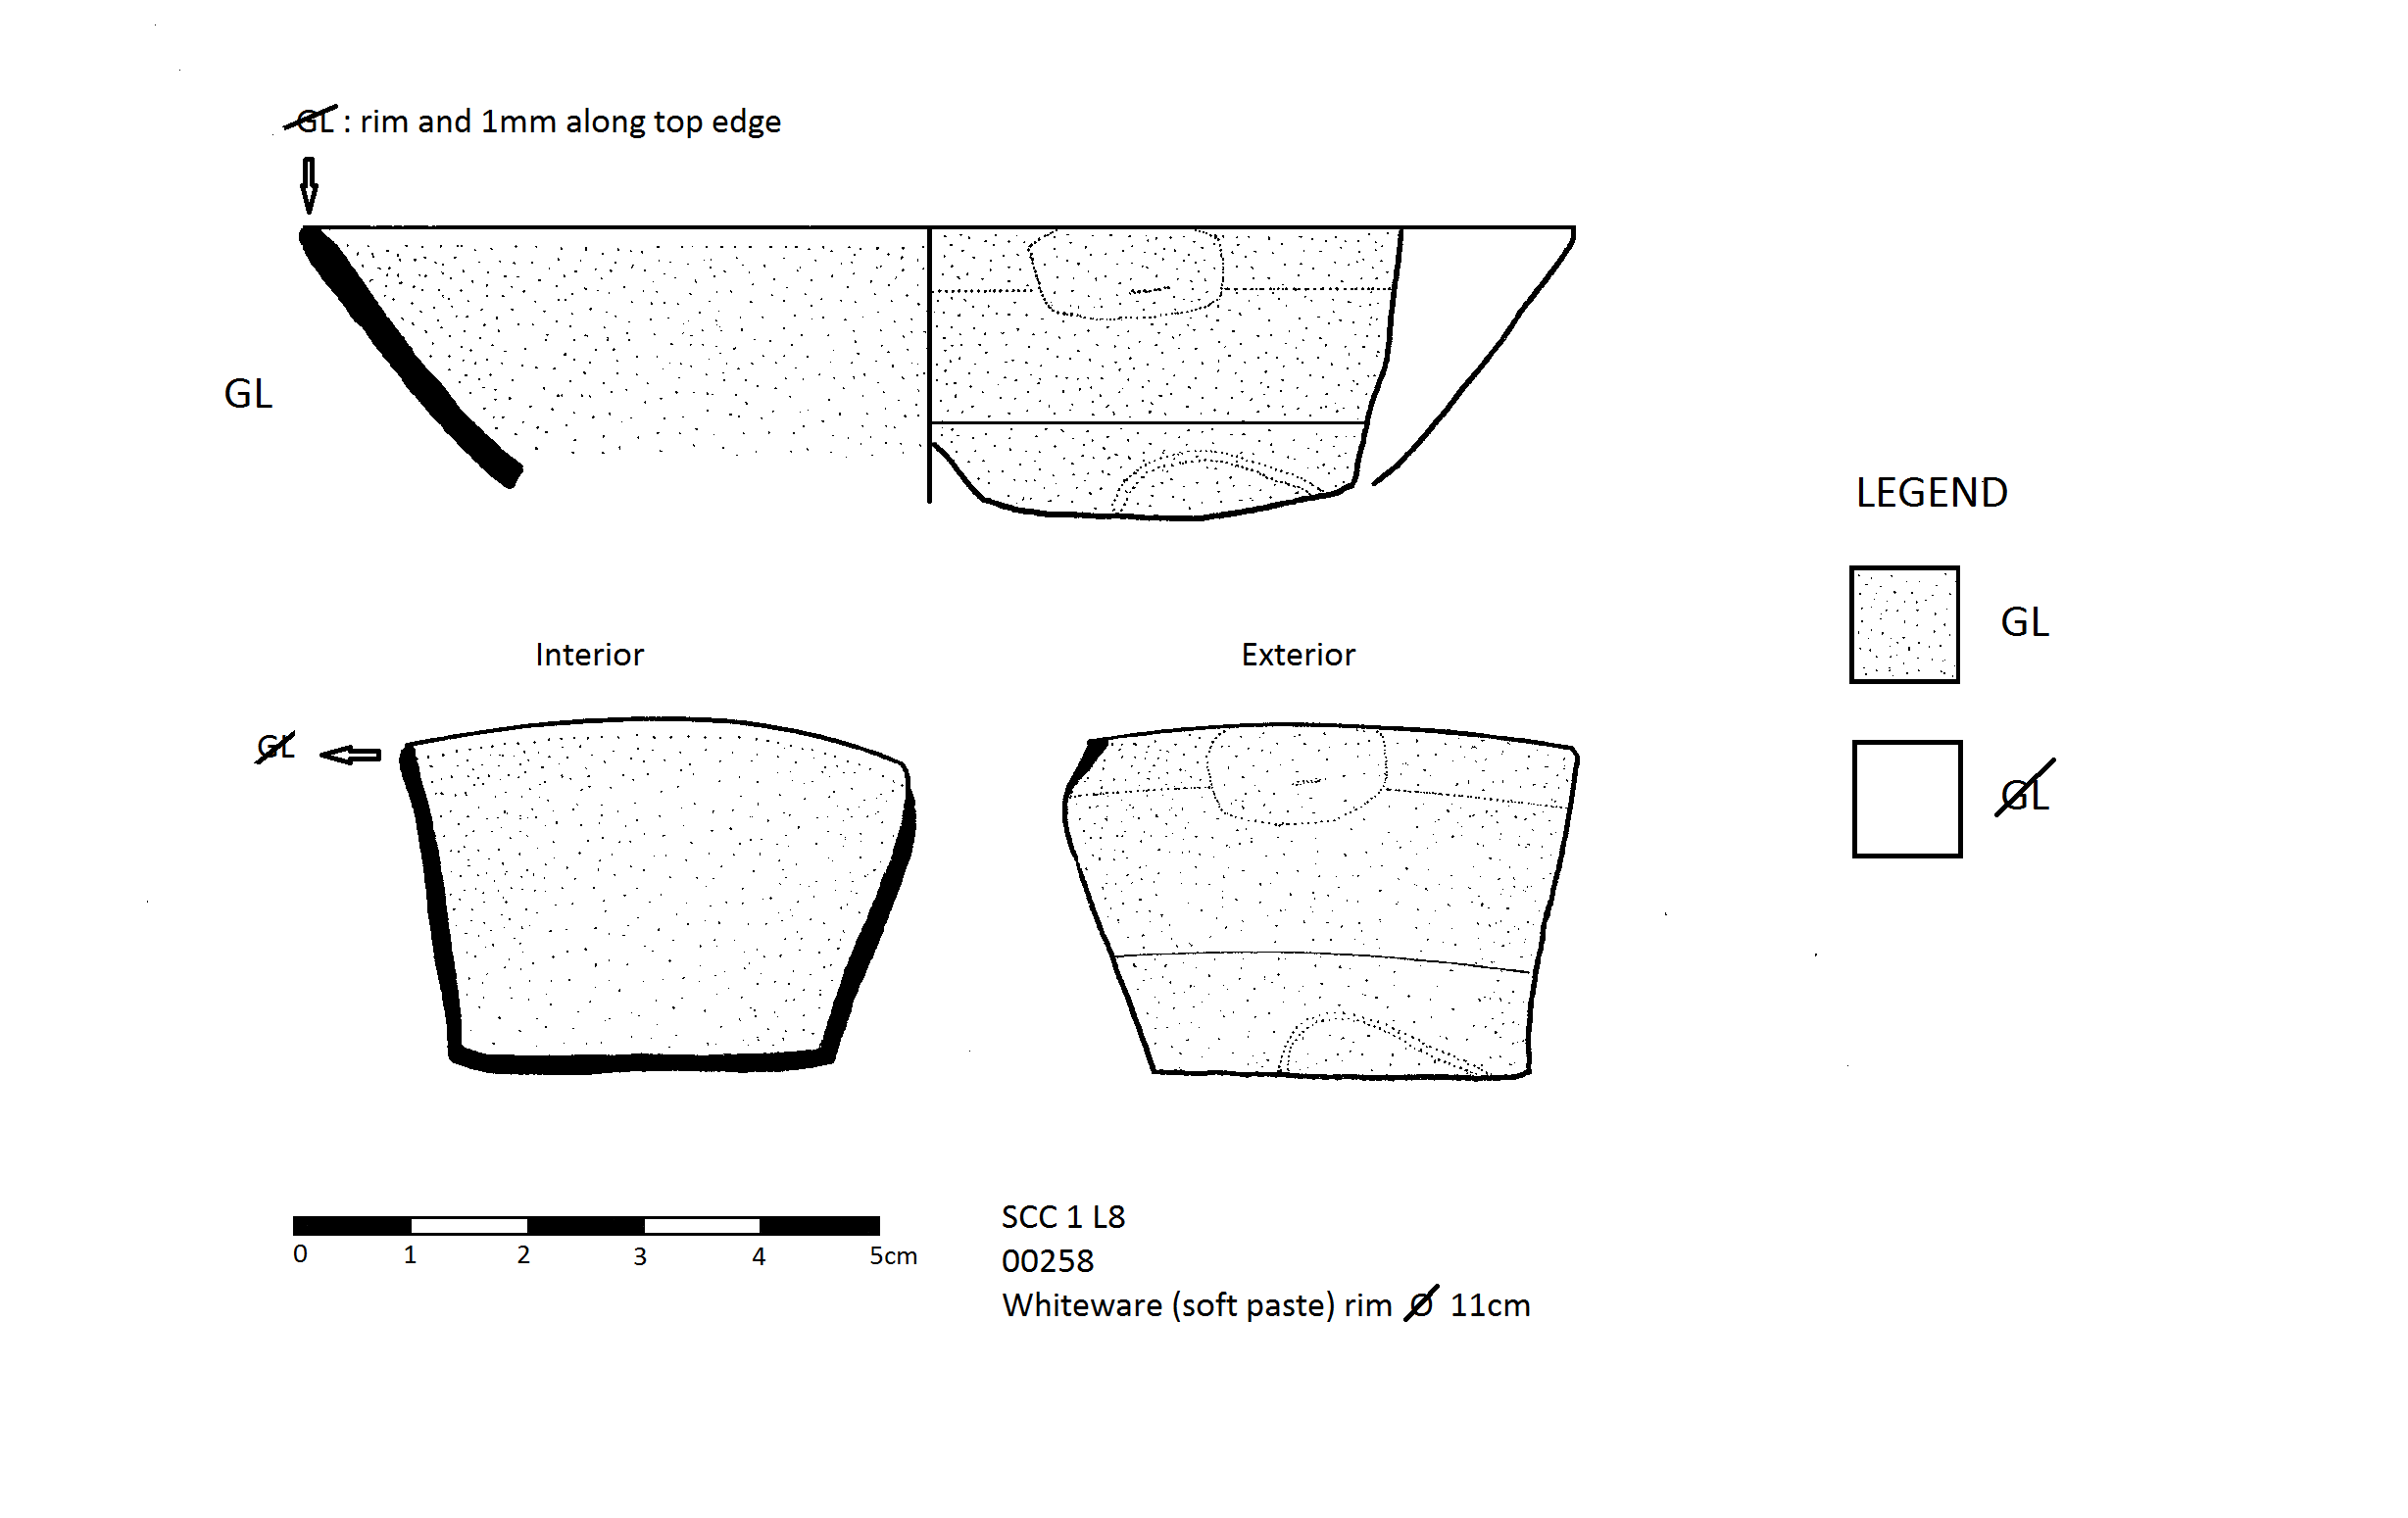 GL : rim and 1mm along top edge
GL
LEGEND
GL
GL
Interior
Exterior
GL
0 1 2 3 4 5cm
SCC 1 L8
00258
Whiteware (soft paste) rim Ø 11cm